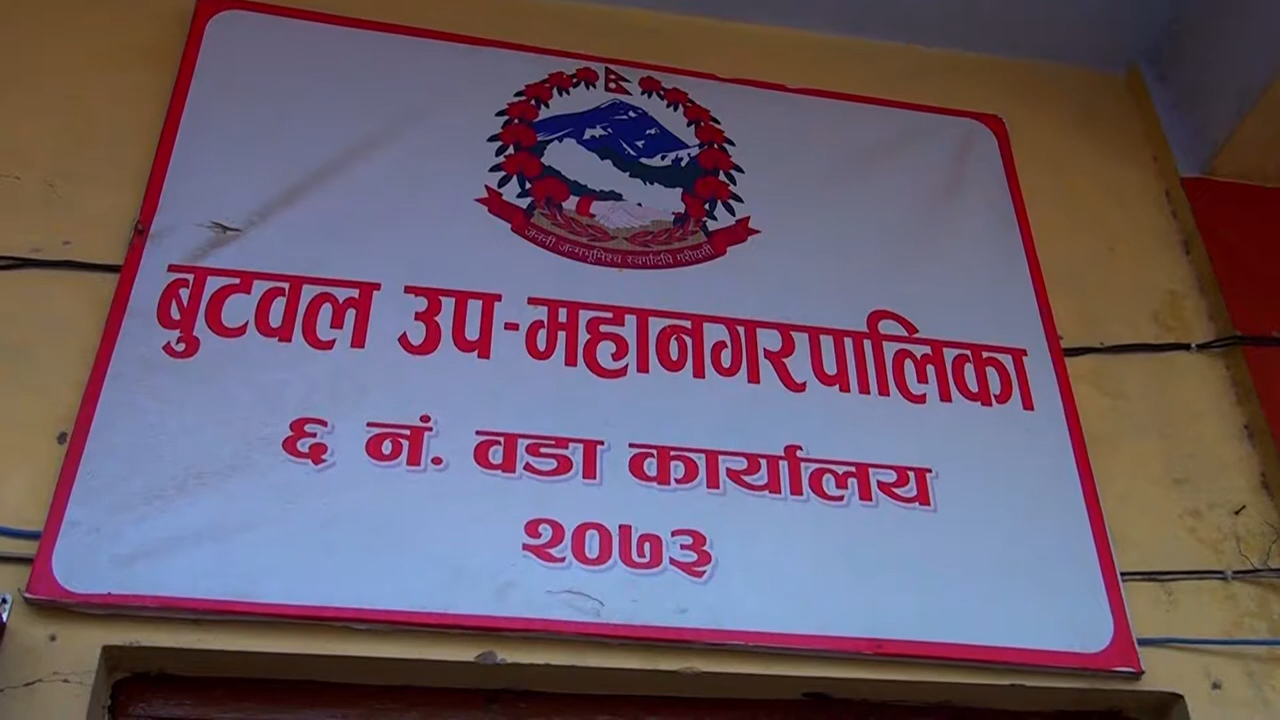 जननी जन्मभूमिश्च स्वर्गादपि गरीयसी
बुटवल उप-महानगरपालिका
६ नं. वडा कार्यालय
२०७३